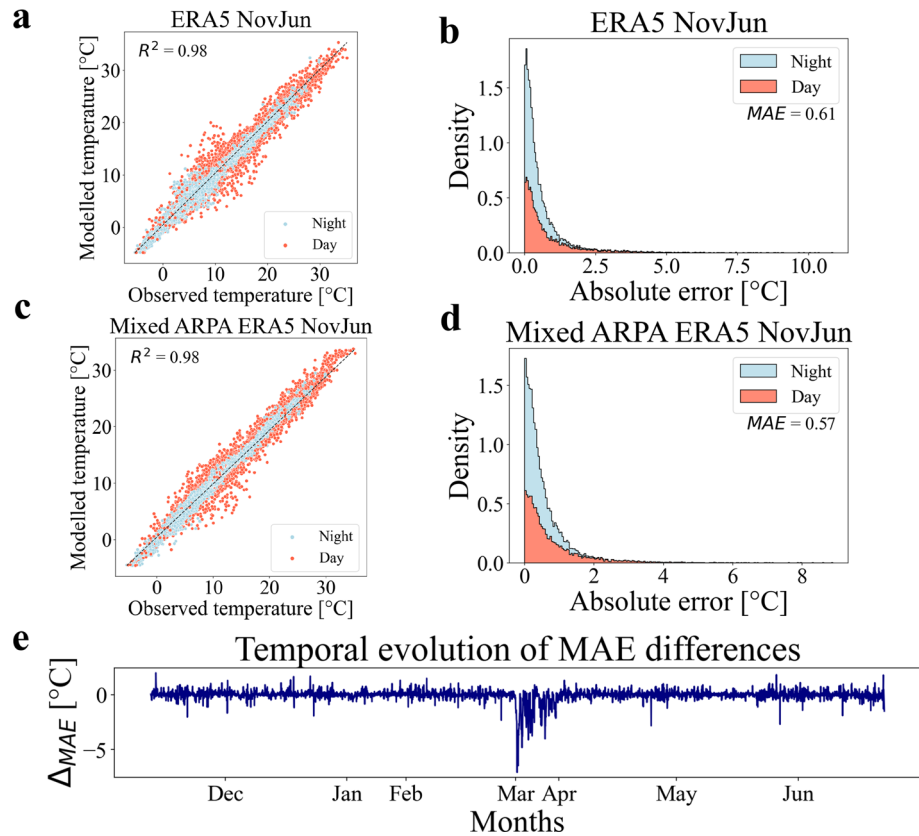 a
ERA5 NovJun
R² = 0.98
Modelled temperature [°C]
30
20
10
0
Night
Day
0 10 20 30
Observed temperature [°C]
b
ERA5 NovJun
Night
Day
MAE = 0.61
Density
1.5
1.0
0.5
0.0
0.0 2.5 5.0 7.5 10.0
Absolute error [°C]
c
Mixed ARPA ERA5 NovJun
R² = 0.98
Modelled temperature [°C]
30
20
10
0
Night
Day
0 10 20 30
Observed temperature [°C]
d
Mixed ARPA ERA5 NovJun
Night
Day
MAE = 0.57
Density
1.5
1.0
0.5
0.0
0 2 4 6 8
Absolute error [°C]
e
Temporal evolution of MAE differences
Δ_MAE [°C]
0
−5
Dec Jan Feb Mar Apr May Jun
Months